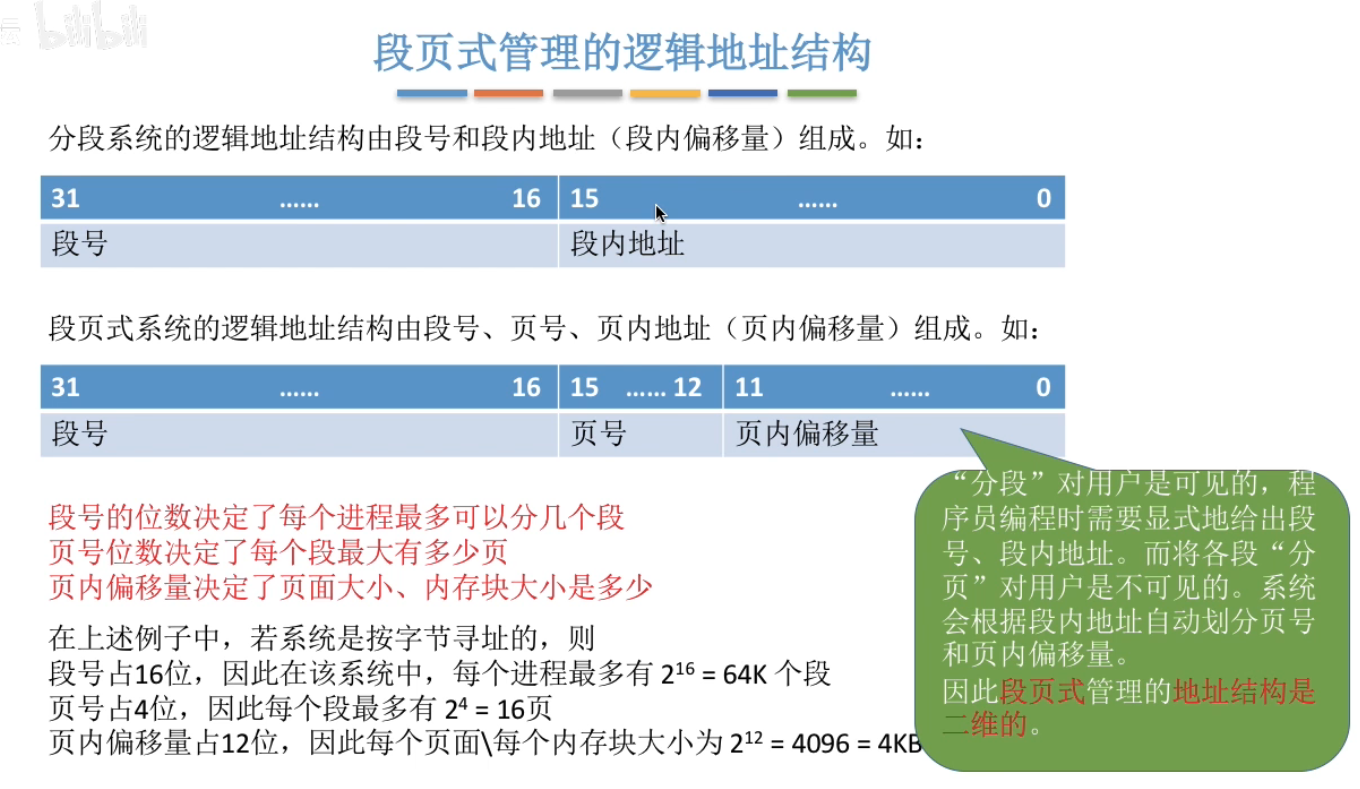 bilibili
段页式管理的逻辑地址结构
分段系统的逻辑地址结构由段号和段内地址（段内偏移量）组成。如：
31 …… 16 15 …… 0
段号 段内地址
段页式系统的逻辑地址结构由段号、页号、页内地址（页内偏移量）组成。如：
31 …… 16 15 …… 12 11 …… 0
段号 页号 页内偏移量
段号的位数决定了每个进程最多可以分几个段
页号位数决定了每个段最大有多少页
页内偏移量决定了页面大小、内存块大小是多少
在上述例子中，若系统是按字节寻址的，则
段号占16位，因此在该系统中，每个进程最多有 2¹⁶ = 64K 个段
页号占4位，因此每个段最多有 2⁴ = 16页
页内偏移量占12位，因此每个页面\每个内存块大小为 2¹² = 4096 = 4KB
“分段”对用户是可见的，程
序员编程时需要显式地给出段
号、段内地址。而将各段“分
页”对用户是不可见的。系统
会根据段内地址自动划分页号
和页内偏移量。
因此段页式管理的地址结构是
二维的。